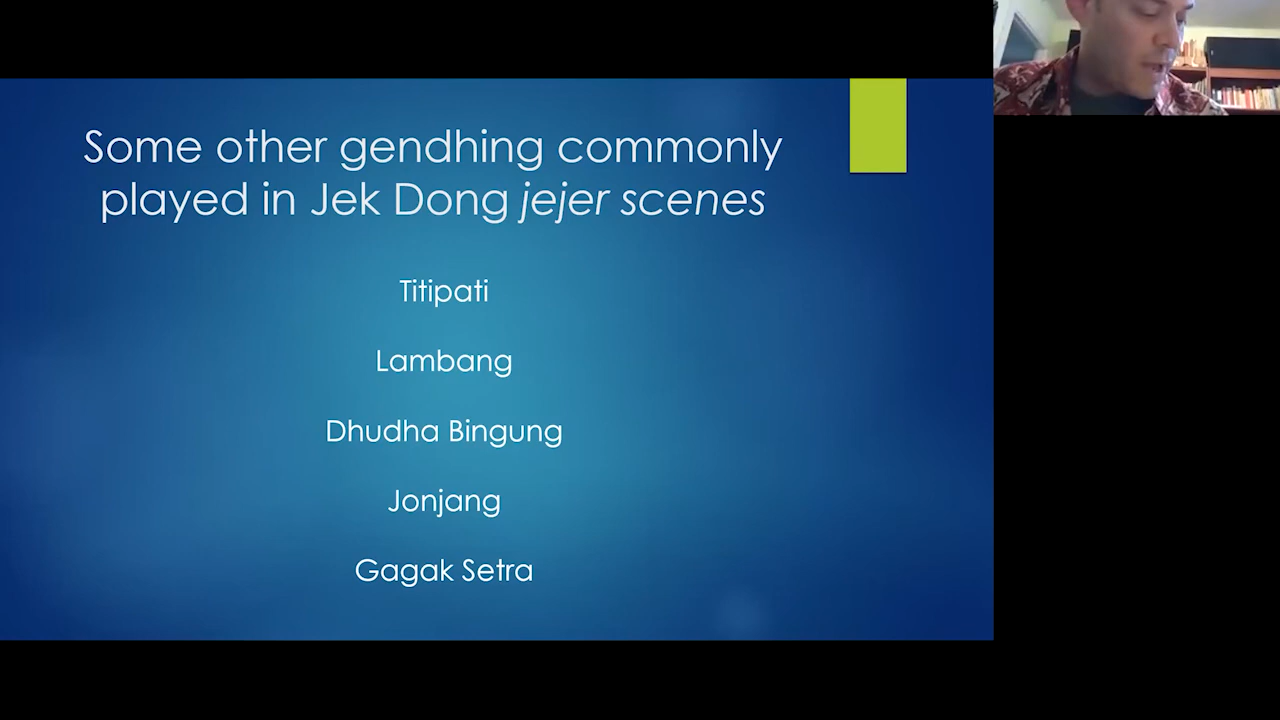 Some other gendhing commonly
played in Jek Dong jejer scenes
Titipati
Lambang
Dhudha Bingung
Jonjang
Gagak Setra